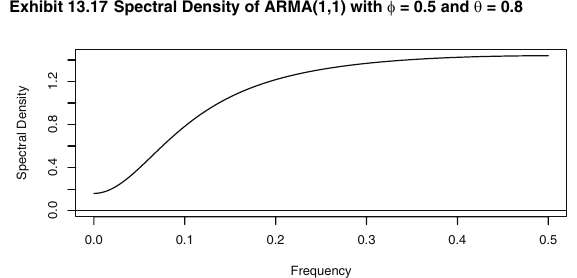 Exhibit 13.17 Spectral Density of ARMA(1,1) with ϕ = 0.5 and θ = 0.8
Spectral Density
1.2
0.8
0.4
0.0
0.0 0.1 0.2 0.3 0.4 0.5
Frequency